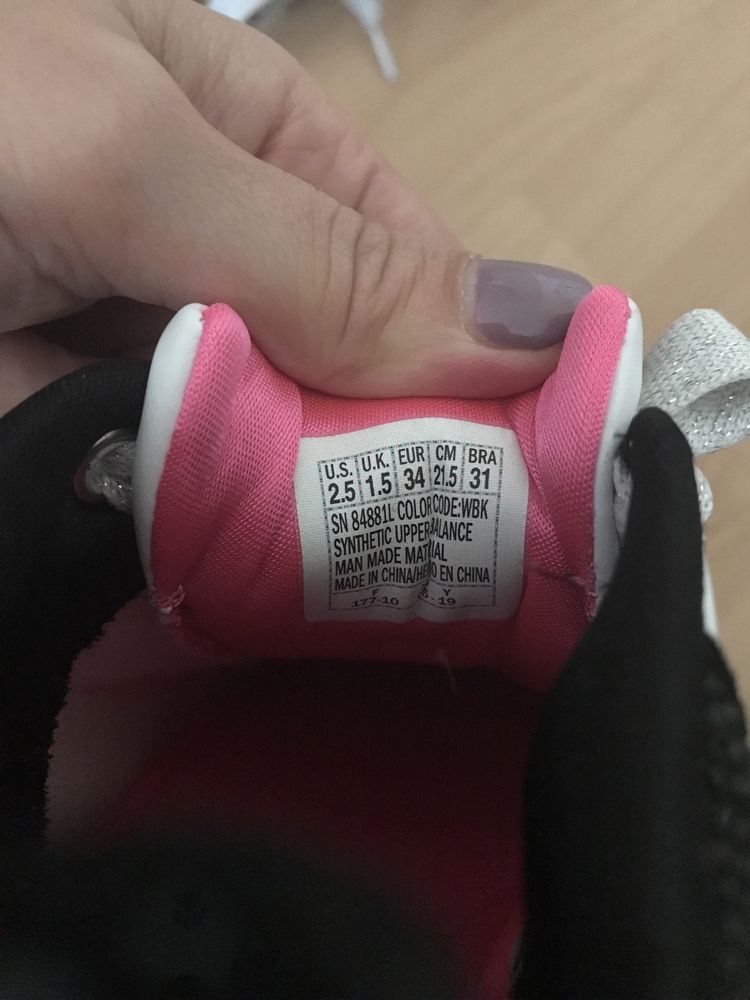 U.S. U.K. EUR CM BRA
2.5 1.5 34 21.5 31
SN 84881L COLOR CODE:WBK
SYNTHETIC UPPER/BALANCE
MAN MADE MATERIAL
MADE IN CHINA/HECHO EN CHINA
F Y
177-10 19